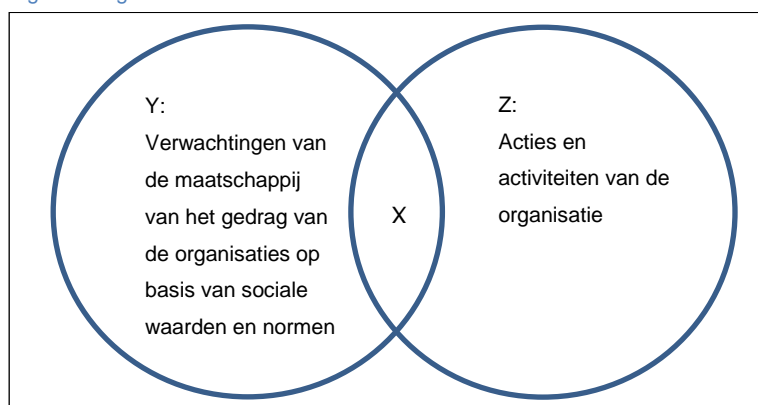 Y:
Verwachtingen van
de maatschappij
van het gedrag van
de organisaties op
basis van sociale
waarden en normen
X
Z:
Acties en
activiteiten van de
organisatie